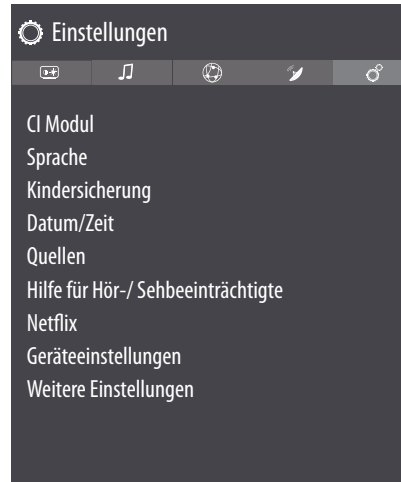 Einstellungen
CI Modul
Sprache
Kindersicherung
Datum/Zeit
Quellen
Hilfe für Hör-/ Sehbeeinträchtigte
Netflix
Geräteeinstellungen
Weitere Einstellungen